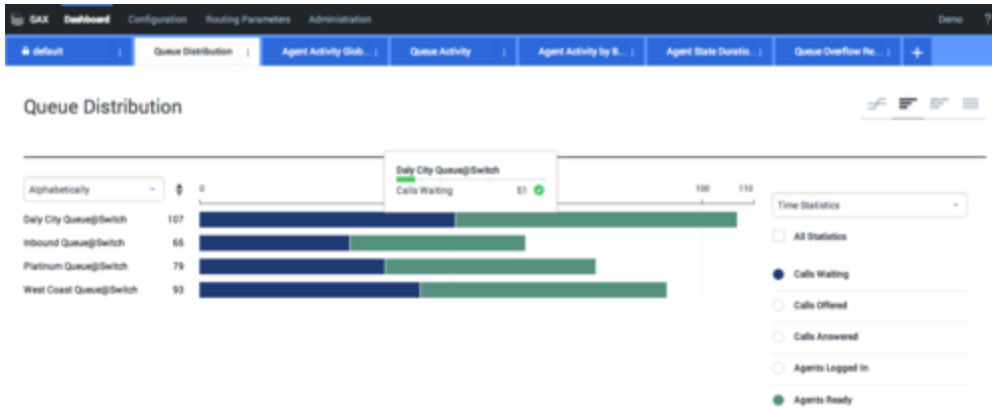 GAX Dashboard Configuration Routing Parameters Administration Demo ?
default Queue Distribution Agent Activity Glob... Queue Activity Agent Activity by B... Agent State Duratio... Queue Overflow Re... +
Queue Distribution
Daly City Queue@Switch
Calls Waiting 51
Alphabetically 0 100 110
Time Statistics
Daly City Queue@Switch 107
Inbound Queue@Switch 65
Platinum Queue@Switch 79
West Coast Queue@Switch 93
All Statistics
Calls Waiting
Calls Offered
Calls Answered
Agents Logged In
Agents Ready